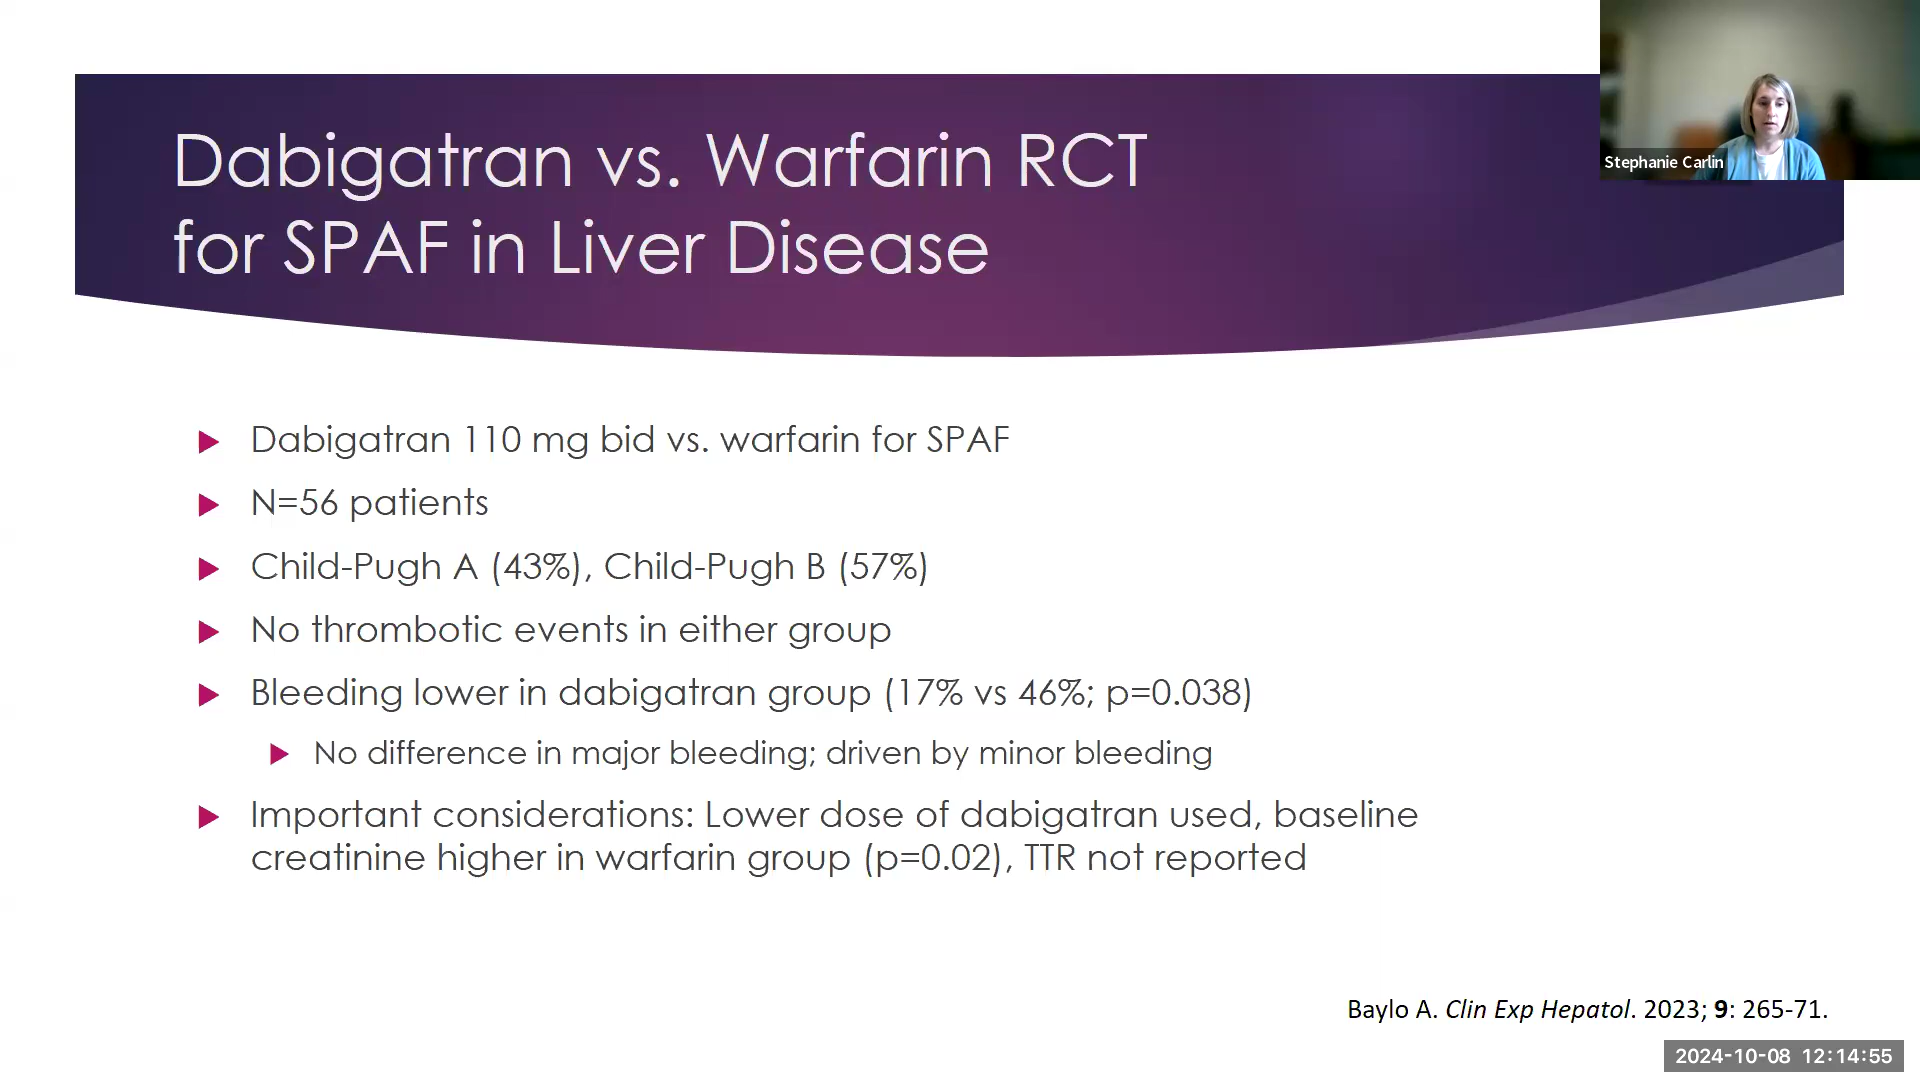 Stephanie Carlin
Dabigatran vs. Warfarin RCT
for SPAF in Liver Disease
Dabigatran 110 mg bid vs. warfarin for SPAF
N=56 patients
Child-Pugh A (43%), Child-Pugh B (57%)
No thrombotic events in either group
Bleeding lower in dabigatran group (17% vs 46%; p=0.038)
No difference in major bleeding; driven by minor bleeding
Important considerations: Lower dose of dabigatran used, baseline
creatinine higher in warfarin group (p=0.02), TTR not reported
Baylo A. Clin Exp Hepatol. 2023; 9: 265-71.
2024-10-08 12:14:55